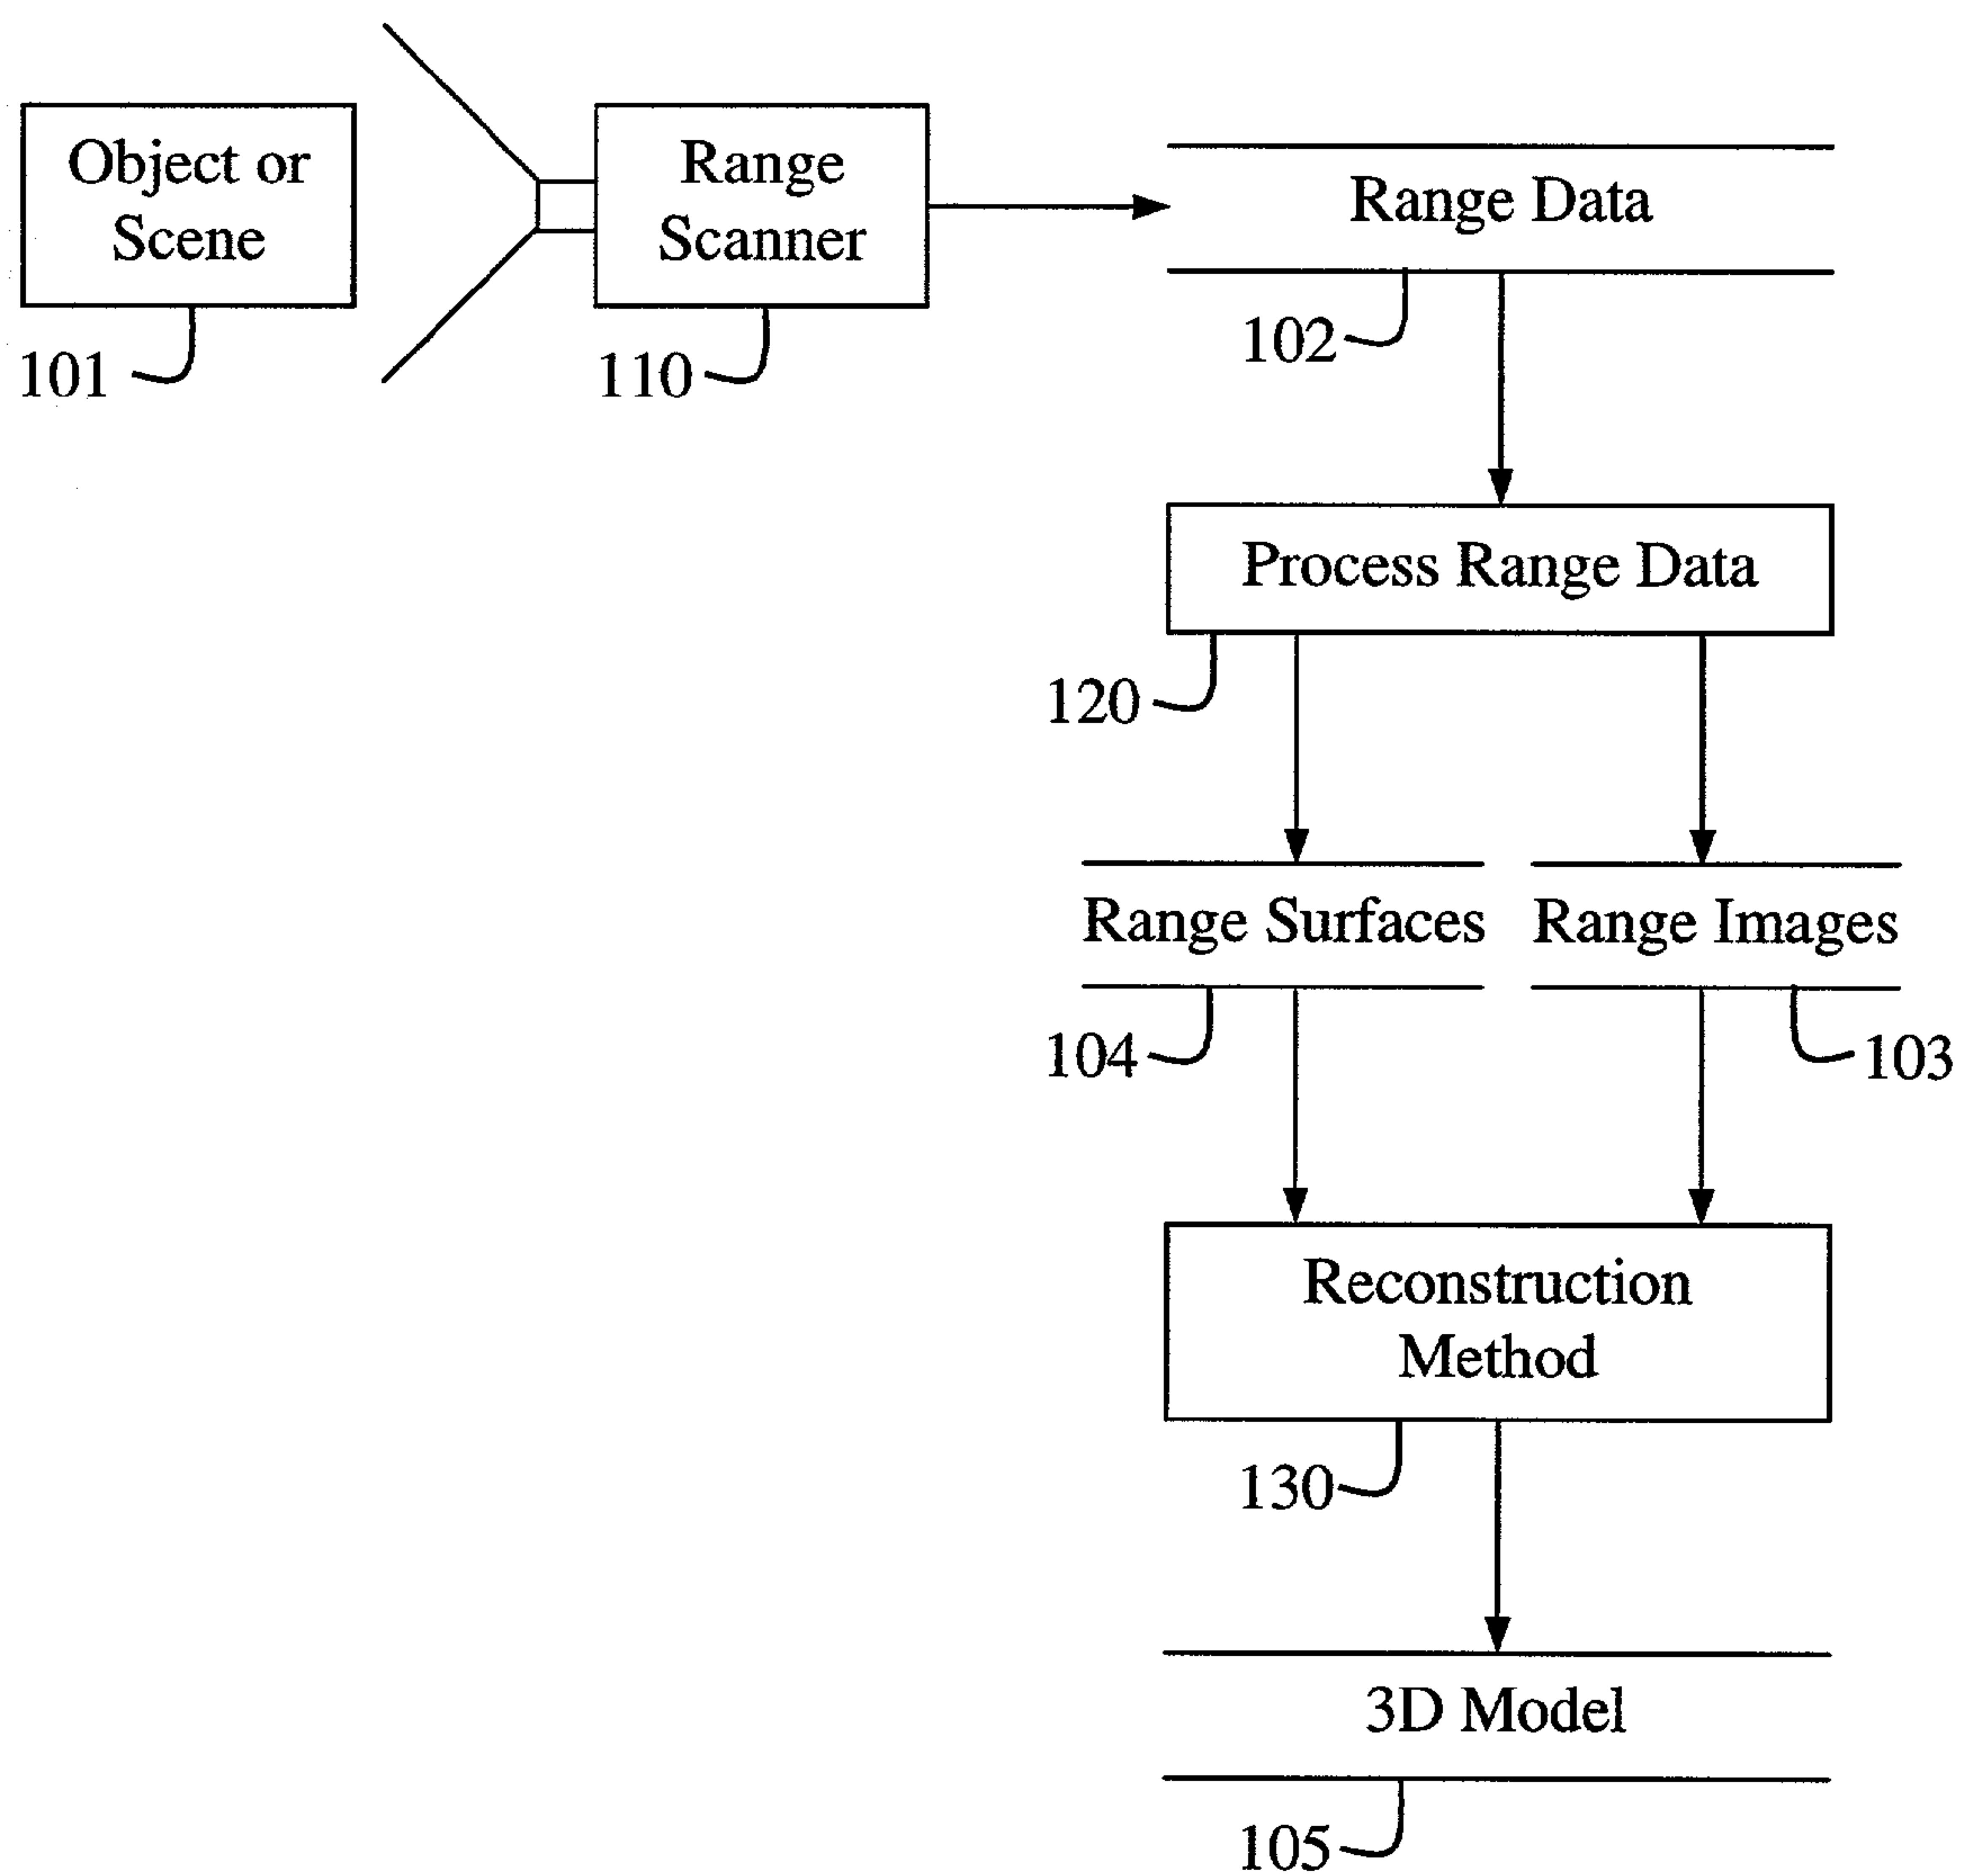 Object or
Scene
101
Range
Scanner
110
Range Data
102
Process Range Data
120
Range Surfaces
104
Range Images
103
Reconstruction
Method
130
3D Model
105